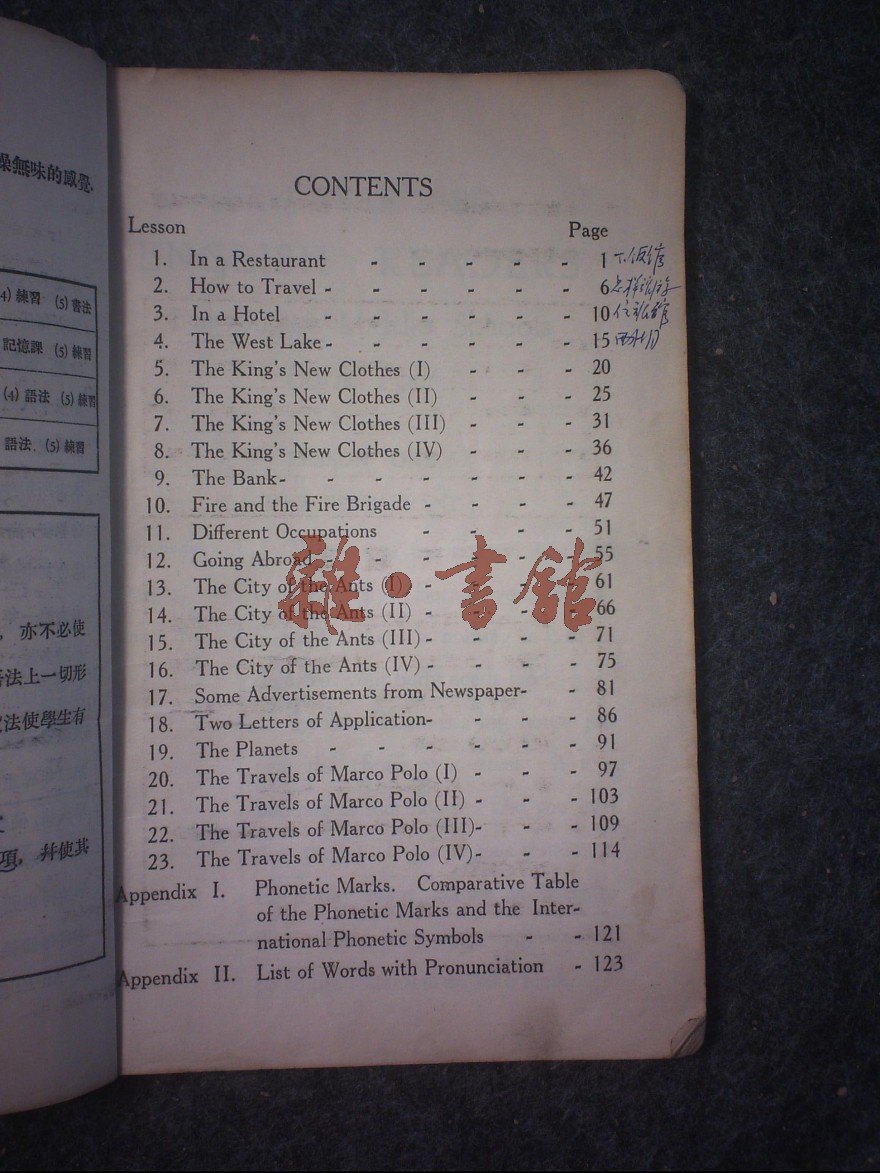 燥無味的感覺.
(4) 練習 (5) 書法
記憶課 (5) 練習
(4) 語法 (5) 練習
語法. (5) 練習
，亦不必使
語法上一切形
法使學生有
項，幷使其
CONTENTS
Lesson Page
1. In a Restaurant - - - - - 1 下饭馆
2. How to Travel - - - - - - 6
3. In a Hotel - - - - - - 10 住旅馆
4. The West Lake - - - - - - 15 西湖
5. The King's New Clothes (I) - - - 20
6. The King's New Clothes (II) - - - 25
7. The King's New Clothes (III) - - - 31
8. The King's New Clothes (IV) - - - 36
9. The Bank - - - - - - - 42
10. Fire and the Fire Brigade - - - - 47
11. Different Occupations - - - - 51
12. Going Abroad - - - - - - 55
13. The City of the Ants (I) - - - - 61
14. The City of the Ants (II) - - - - 66
15. The City of the Ants (III) - - - - 71
16. The City of the Ants (IV) - - - - 75
17. Some Advertisements from Newspaper - - 81
18. Two Letters of Application - - - - 86
19. The Planets - - - - - - 91
20. The Travels of Marco Polo (I) - - - 97
21. The Travels of Marco Polo (II) - - - 103
22. The Travels of Marco Polo (III) - - - 109
23. The Travels of Marco Polo (IV) - - - 114
Appendix I. Phonetic Marks. Comparative Table
of the Phonetic Marks and the Inter-
national Phonetic Symbols - - 121
Appendix II. List of Words with Pronunciation - 123
雜·書館